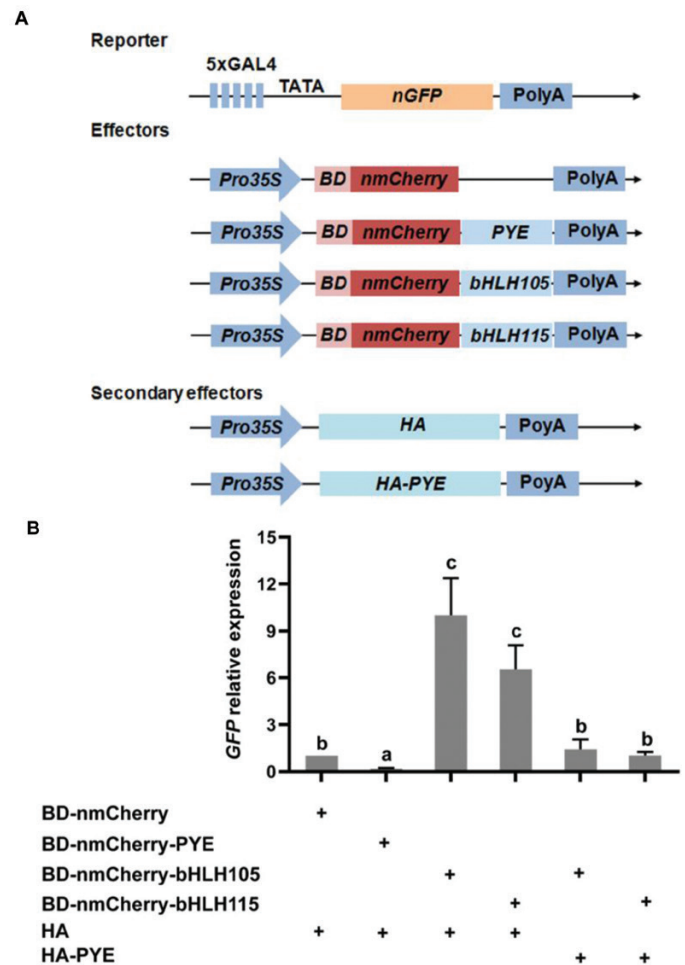 A
Reporter
5xGAL4
TATA
nGFP
PolyA
Effectors
Pro35S BD nmCherry PolyA
Pro35S BD nmCherry PYE PolyA
Pro35S BD nmCherry bHLH105 PolyA
Pro35S BD nmCherry bHLH115 PolyA
Secondary effectors
Pro35S HA PoyA
Pro35S HA-PYE PoyA
B
GFP relative expression
15
12
9
6
3
0
b a c c b b
BD-nmCherry +
BD-nmCherry-PYE +
BD-nmCherry-bHLH105 + +
BD-nmCherry-bHLH115 + +
HA + + + +
HA-PYE + +